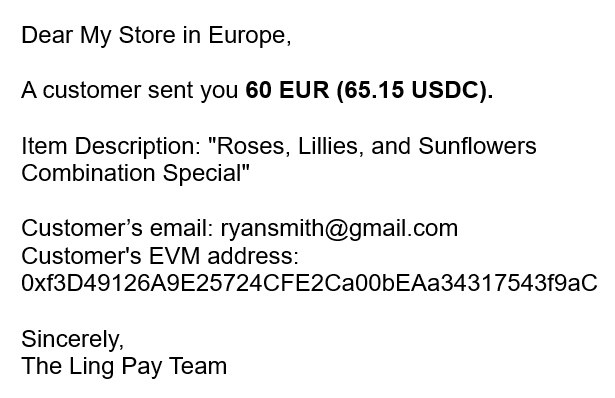 Dear My Store in Europe,
A customer sent you 60 EUR (65.15 USDC).
Item Description: "Roses, Lillies, and Sunflowers
Combination Special"
Customer’s email: ryansmith@gmail.com
Customer's EVM address:
0xf3D49126A9E25724CFE2Ca00bEAa34317543f9aC
Sincerely,
The Ling Pay Team